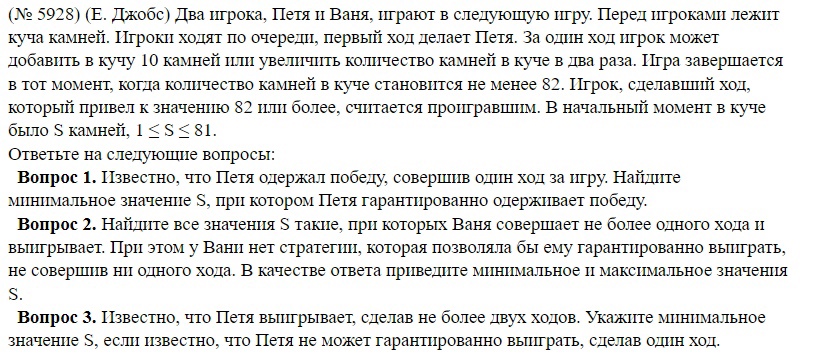 (№ 5928) (Е. Джобс) Два игрока, Петя и Ваня, играют в следующую игру. Перед игроками лежит
куча камней. Игроки ходят по очереди, первый ход делает Петя. За один ход игрок может
добавить в кучу 10 камней или увеличить количество камней в куче в два раза. Игра завершается
в тот момент, когда количество камней в куче становится не менее 82. Игрок, сделавший ход,
который привел к значению 82 или более, считается проигравшим. В начальный момент в куче
было S камней, 1 ≤ S ≤ 81.
Ответьте на следующие вопросы:
Вопрос 1. Известно, что Петя одержал победу, совершив один ход за игру. Найдите
минимальное значение S, при котором Петя гарантированно одерживает победу.
Вопрос 2. Найдите все значения S такие, при которых Ваня совершает не более одного хода и
выигрывает. При этом у Вани нет стратегии, которая позволяла бы ему гарантированно выиграть,
не совершив ни одного хода. В качестве ответа приведите минимальное и максимальное значения
S.
Вопрос 3. Известно, что Петя выигрывает, сделав не более двух ходов. Укажите минимальное
значение S, если известно, что Петя не может гарантированно выиграть, сделав один ход.